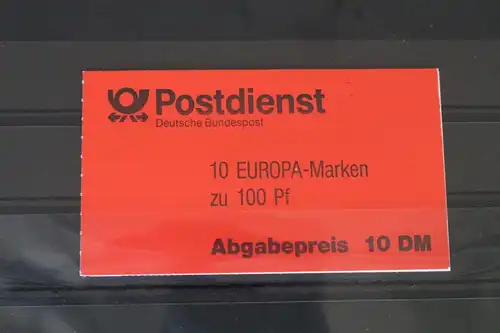 Postdienst
Deutsche Bundespost
10 EUROPA-Marken
zu 100 Pf
Abgabepreis 10 DM